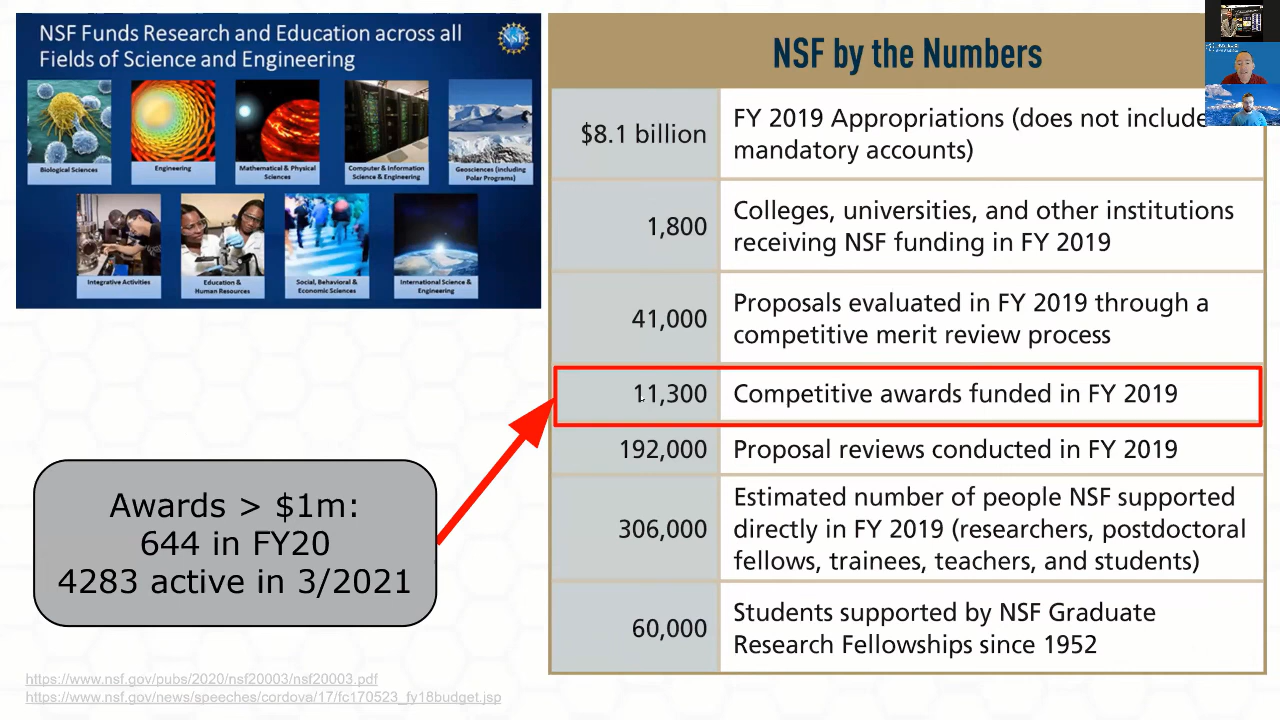 NSF Funds Research and Education across all
Fields of Science and Engineering
NSF
Biological Sciences
Engineering
Mathematical & Physical
Sciences
Computer & Information
Science & Engineering
Geosciences (including
Polar Programs)
Integrative Activities
Education &
Human Resources
Social, Behavioral &
Economic Sciences
International Science &
Engineering
NSF by the Numbers
$8.1 billion
FY 2019 Appropriations (does not include
mandatory accounts)
1,800
Colleges, universities, and other institutions
receiving NSF funding in FY 2019
41,000
Proposals evaluated in FY 2019 through a
competitive merit review process
11,300
Competitive awards funded in FY 2019
192,000
Proposal reviews conducted in FY 2019
306,000
Estimated number of people NSF supported
directly in FY 2019 (researchers, postdoctoral
fellows, trainees, teachers, and students)
60,000
Students supported by NSF Graduate
Research Fellowships since 1952
Awards > $1m:
644 in FY20
4283 active in 3/2021
https://www.nsf.gov/pubs/2020/nsf20003/nsf20003.pdf
https://www.nsf.gov/news/speeches/cordova/17/fc170523_fy18budget.jsp